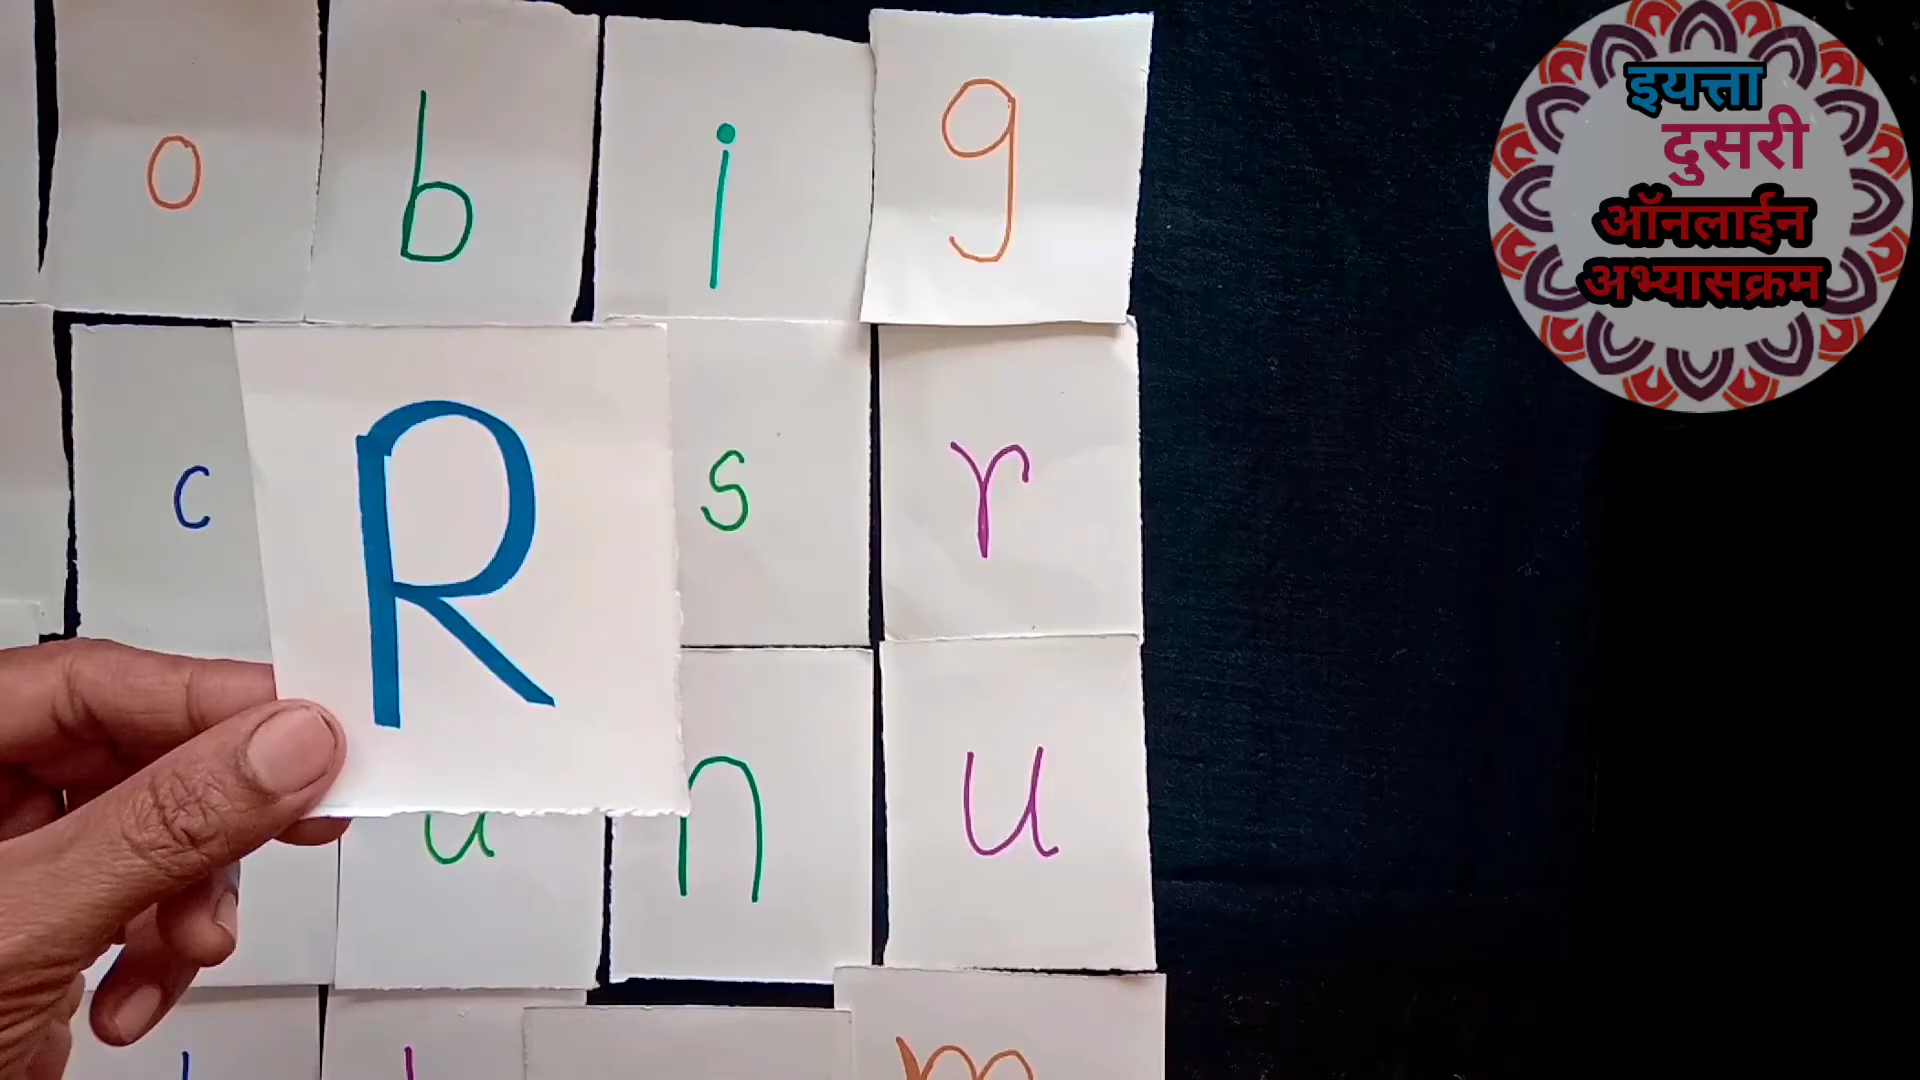 o b i g
c R s r
u n u
m
इयत्ता
दुसरी
ऑनलाईन
अभ्यासक्रम